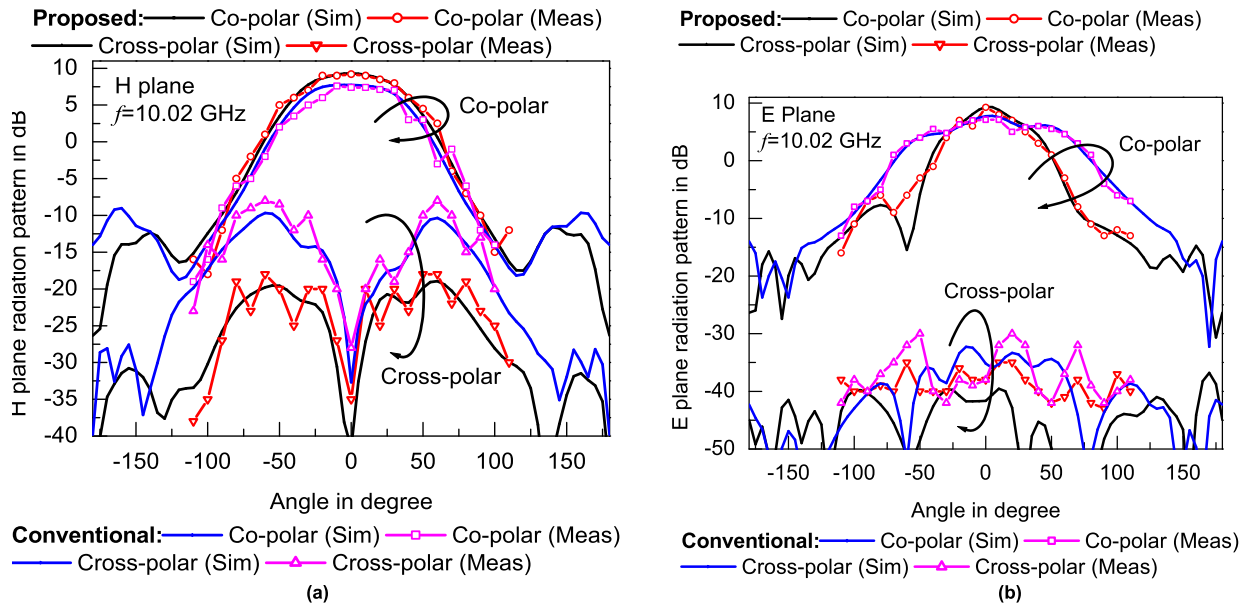 Proposed: Co-polar (Sim) Co-polar (Meas)
Cross-polar (Sim) Cross-polar (Meas)
H plane radiation pattern in dB
10
5
0
-5
-10
-15
-20
-25
-30
-35
-40
H plane
f=10.02 GHz
Co-polar
Cross-polar
-150 -100 -50 0 50 100 150
Angle in degree
Conventional: Co-polar (Sim) Co-polar (Meas)
Cross-polar (Sim) Cross-polar (Meas)
(a)
Proposed: Co-polar (Sim) Co-polar (Meas)
Cross-polar (Sim) Cross-polar (Meas)
E plane radiation pattern in dB
10
0
-10
-20
-30
-40
-50
E Plane
f=10.02 GHz
Co-polar
Cross-polar
-150 -100 -50 0 50 100 150
Angle in degree
Conventional: Co-polar (Sim) Co-polar (Meas)
Cross-polar (Sim) Cross-polar (Meas)
(b)